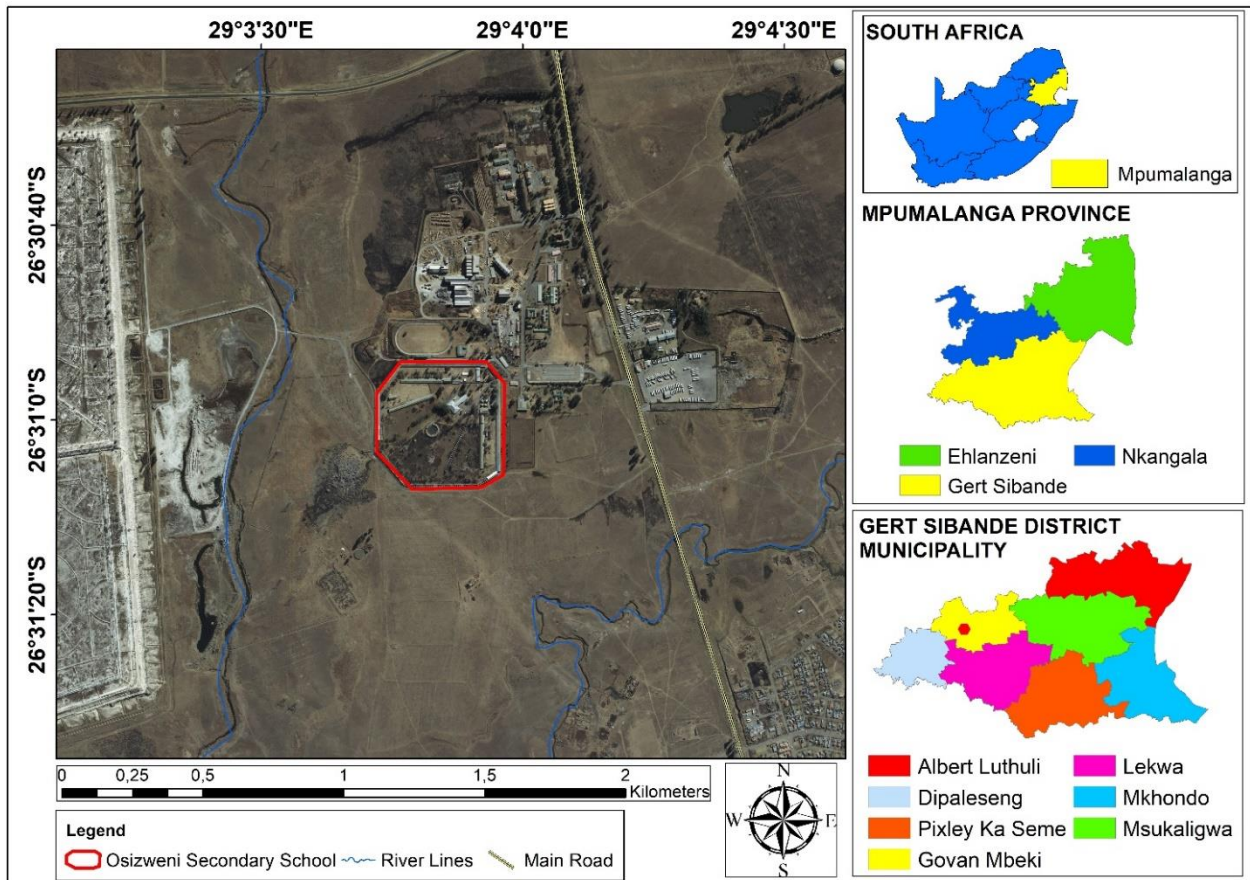 29°3'30"E 29°4'0"E 29°4'30"E
26°30'40"S
26°31'0"S
26°31'20"S
0 0,25 0,5 1 1,5 2
Kilometers
N
W E
S
Legend
Osizweni Secondary School River Lines Main Road
SOUTH AFRICA
Mpumalanga
MPUMALANGA PROVINCE
Ehlanzeni Nkangala
Gert Sibande
GERT SIBANDE DISTRICT
MUNICIPALITY
Albert Luthuli Lekwa
Dipaleseng Mkhondo
Pixley Ka Seme Msukaligwa
Govan Mbeki